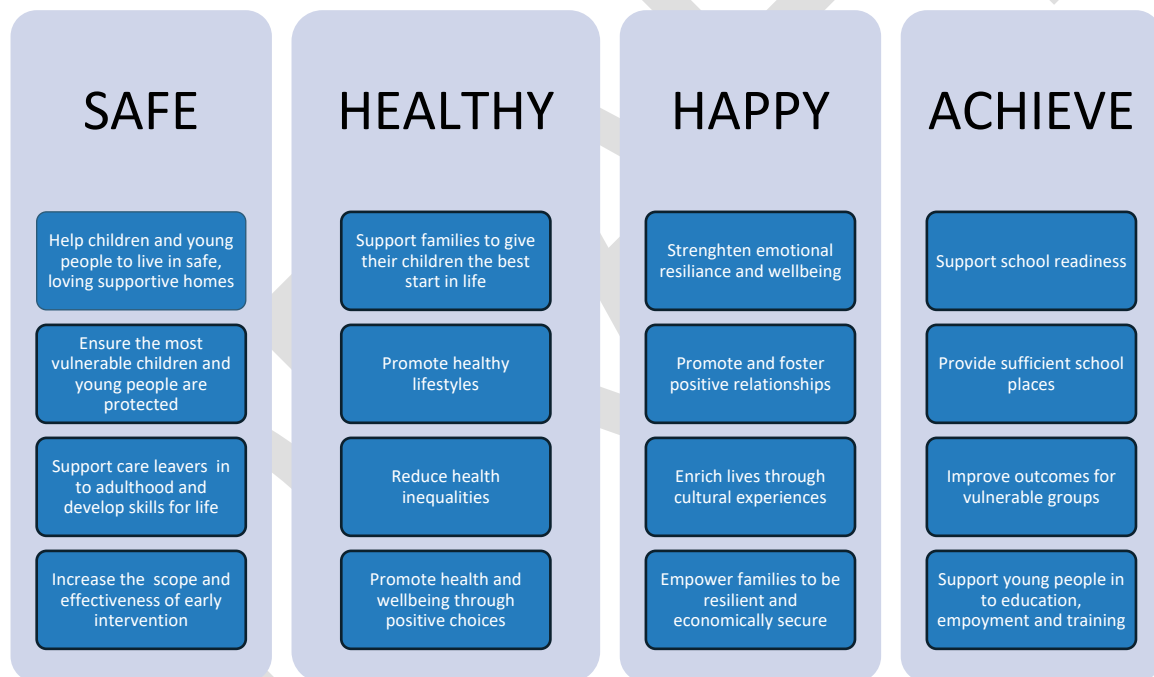 SAFE
Help children and young
people to live in safe,
loving supportive homes
Ensure the most
vulnerable children and
young people are
protected
Support care leavers  in
to adulthood and
develop skills for life
Increase the  scope and
effectiveness of early
intervention
HEALTHY
Support families to give
their children the best
start in life
Promote healthy
lifestyles
Reduce health
inequalities
Promote health and
wellbeing through
positive choices
HAPPY
Strenghten emotional
resiliance and wellbeing
Promote and foster
positive relationships
Enrich lives through
cultural experiences
Empower families to be
resilient and
economically secure
ACHIEVE
Support school readiness
Provide sufficient school
places
Improve outcomes for
vulnerable groups
Support young people in
to education,
empoyment and training